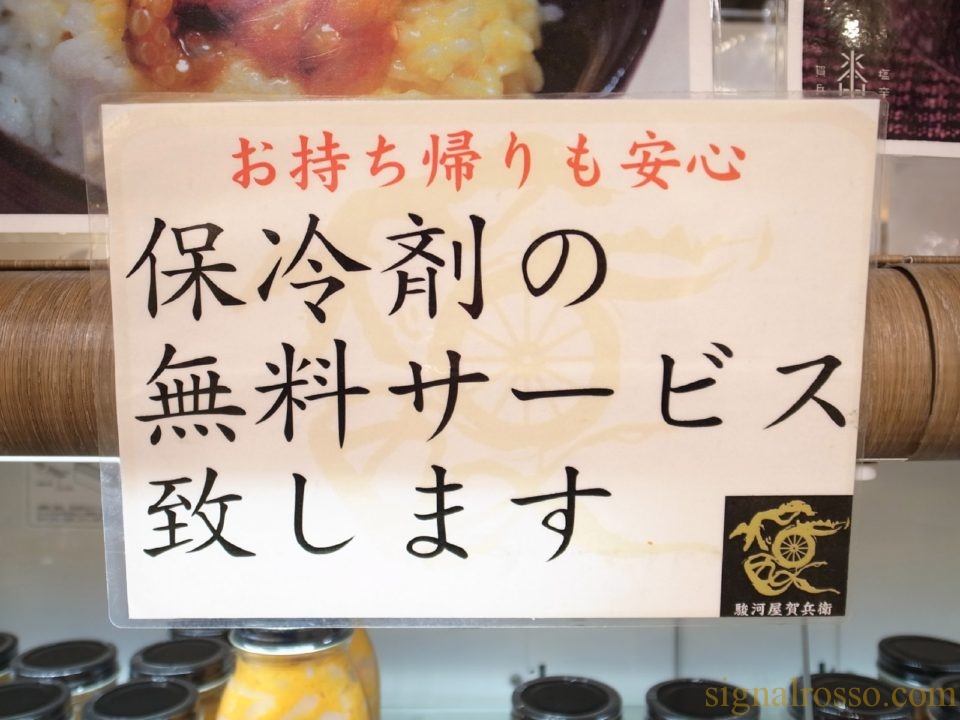 お持ち帰りも安心
保冷剤の
無料サービス
致します
駿河屋賀兵衛
signalrosso.com